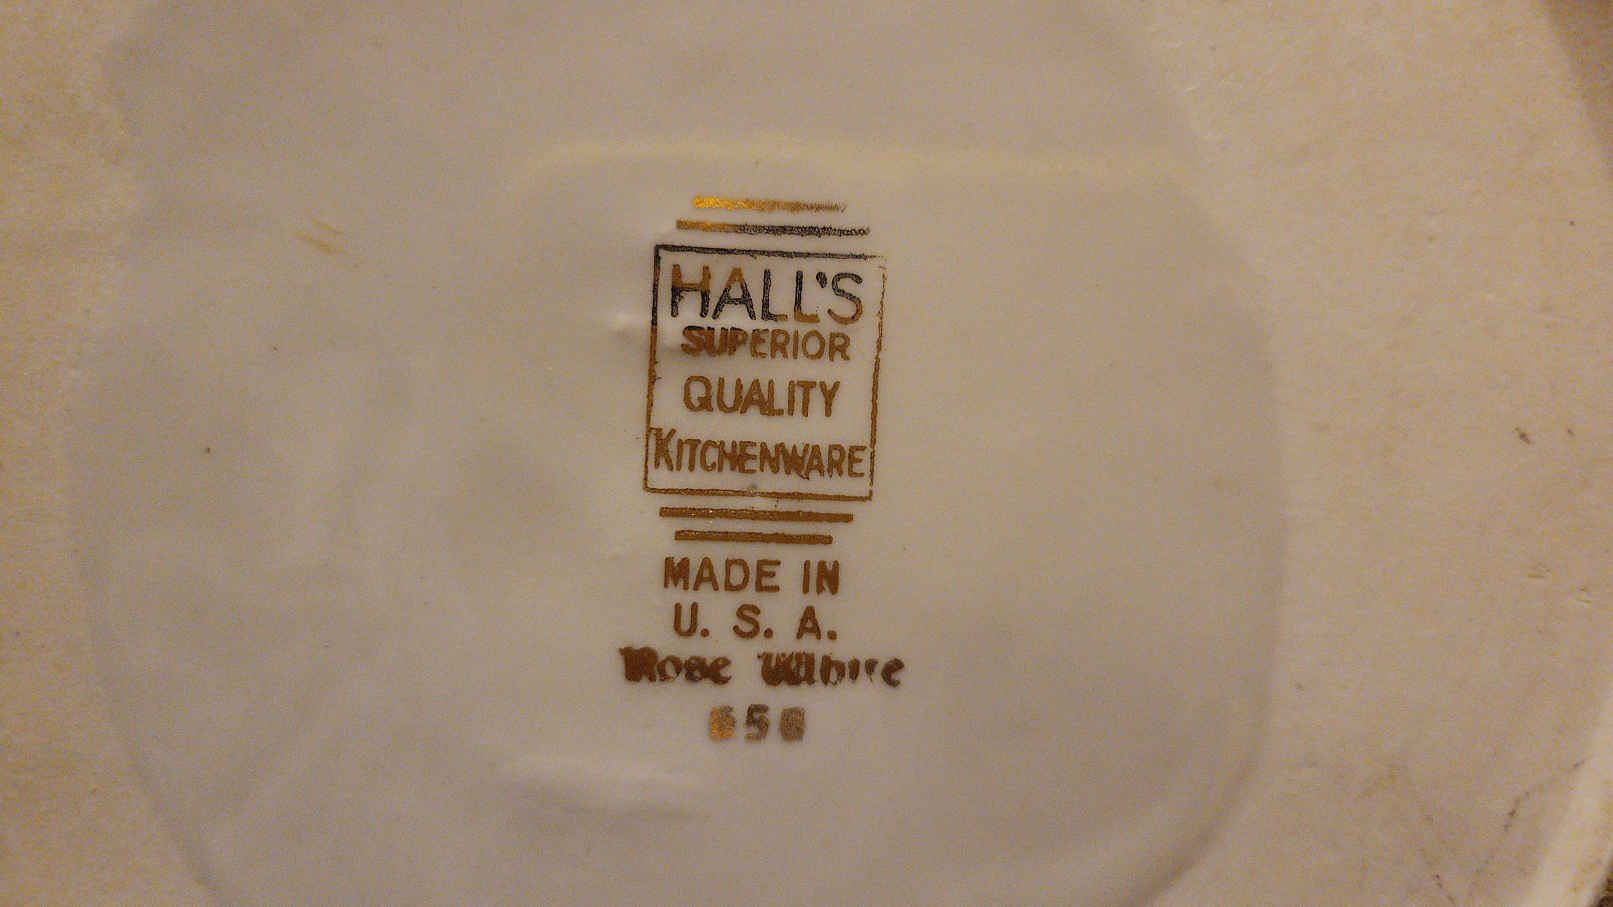 HALL'S
SUPERIOR
QUALITY
KITCHENWARE
MADE IN
U. S. A.
Rose White